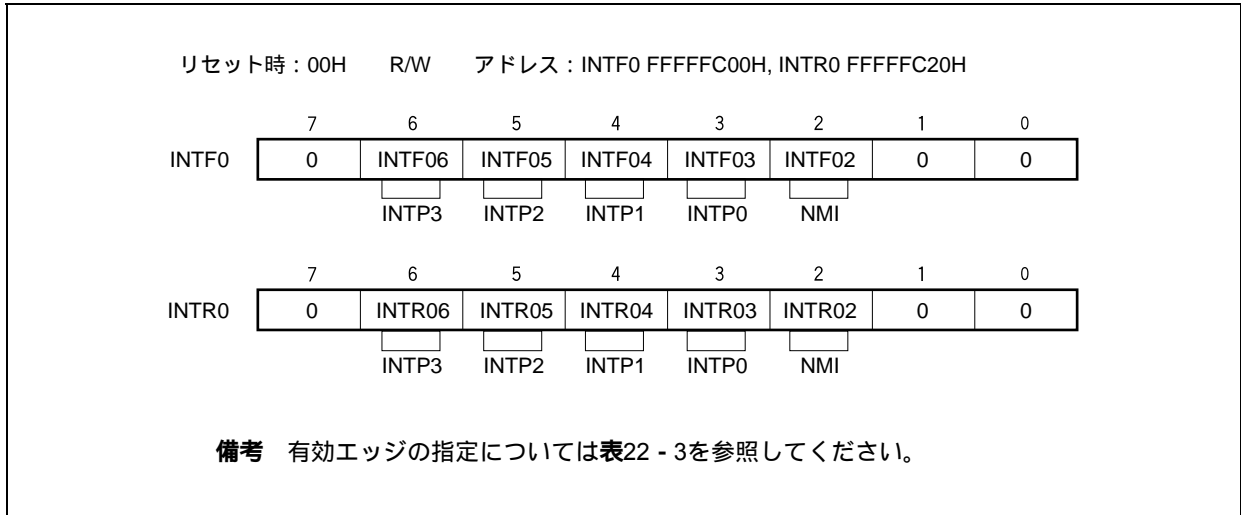 リセット時：00H R/W アドレス：INTF0 FFFFFC00H, INTR0 FFFFFC20H
7 6 5 4 3 2 1 0
INTF0 0 INTF06 INTF05 INTF04 INTF03 INTF02 0 0
INTP3 INTP2 INTP1 INTP0 NMI
7 6 5 4 3 2 1 0
INTR0 0 INTR06 INTR05 INTR04 INTR03 INTR02 0 0
INTP3 INTP2 INTP1 INTP0 NMI
備考 有効エッジの指定については表22 - 3を参照してください。